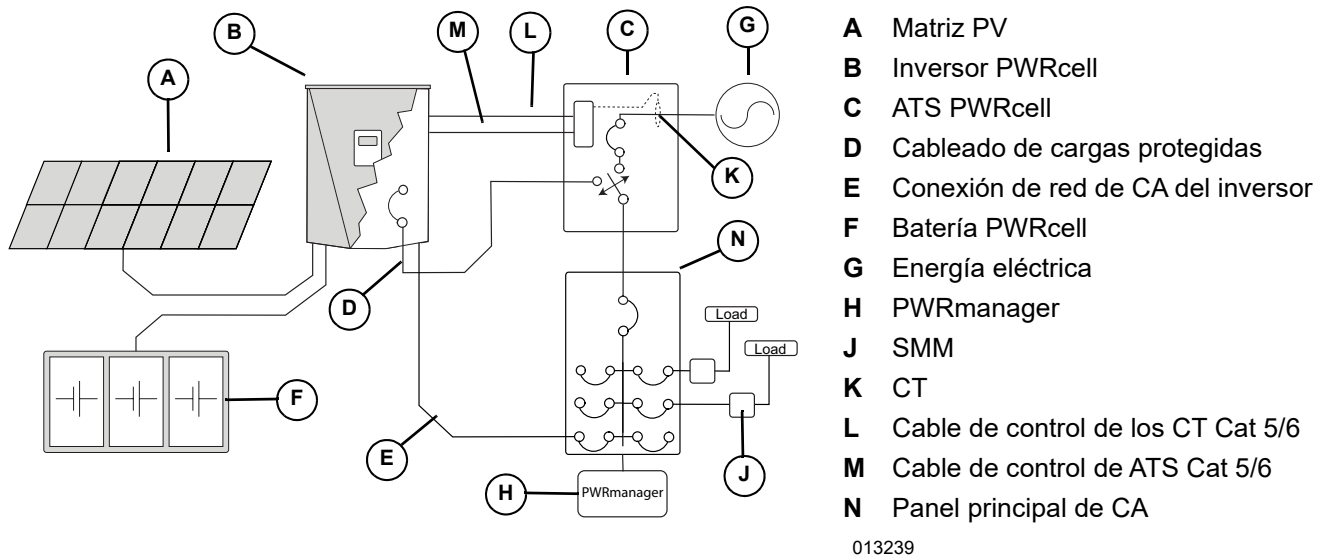 B
M
L
C
G
A
K
N
D
Load
Load
F
E
J
H
PWRmanager
A Matriz PV
B Inversor PWRcell
C ATS PWRcell
D Cableado de cargas protegidas
E Conexión de red de CA del inversor
F Batería PWRcell
G Energía eléctrica
H PWRmanager
J SMM
K CT
L Cable de control de los CT Cat 5/6
M Cable de control de ATS Cat 5/6
N Panel principal de CA
013239